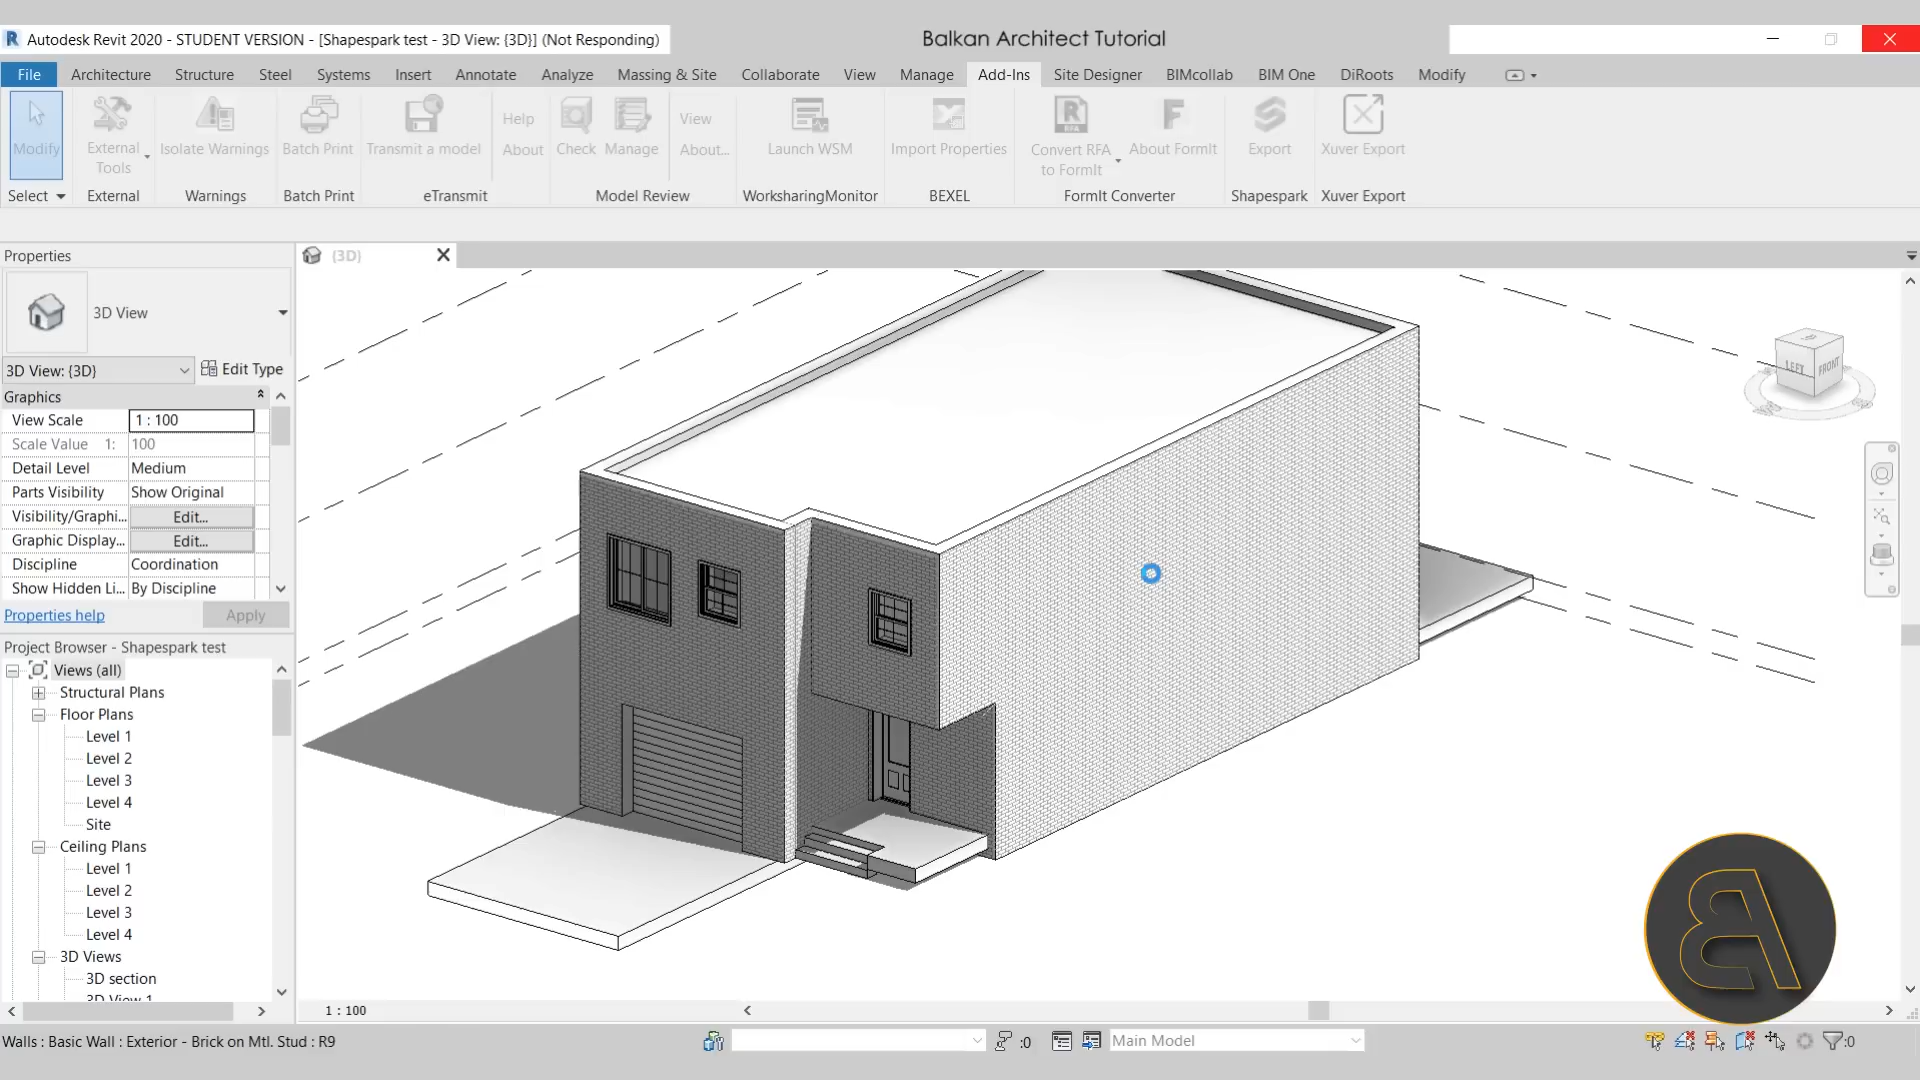 Autodesk Revit 2020 - STUDENT VERSION - [Shapespark test - 3D View: {3D}] (Not Responding)
Balkan Architect Tutorial
File Architecture Structure Steel Systems Insert Annotate Analyze Massing & Site Collaborate View Manage Add-Ins Site Designer BIMcollab BIM One DiRoots Modify
Modify
External Tools
Isolate Warnings
Batch Print
Transmit a model
Help
About
Check
Manage
View
About...
Launch WSM
Import Properties
Convert RFA to FormIt
About FormIt
Export
Xuver Export
Select External Warnings Batch Print eTransmit Model Review WorksharingMonitor BEXEL FormIt Converter Shapespark Xuver Export
Properties
{3D}
3D View
3D View: {3D} Edit Type
Graphics
View Scale 1 : 100
Scale Value 1: 100
Detail Level Medium
Parts Visibility Show Original
Visibility/Graphi... Edit...
Graphic Display... Edit...
Discipline Coordination
Show Hidden Li... By Discipline
Properties help Apply
Project Browser - Shapespark test
Views (all)
Structural Plans
Floor Plans
Level 1
Level 2
Level 3
Level 4
Site
Ceiling Plans
Level 1
Level 2
Level 3
Level 4
3D Views
3D section
3D View 1
LEFT FRONT
1 : 100
Walls : Basic Wall : Exterior - Brick on Mtl. Stud : R9
:0
Main Model
:0